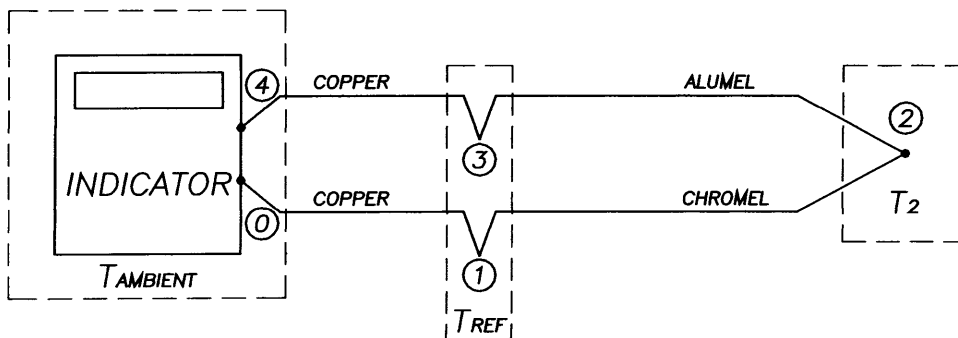 ④
COPPER
ALUMEL
②
③
INDICATOR
COPPER
CHROMEL
T2
⓪
①
TAMBIENT
TREF